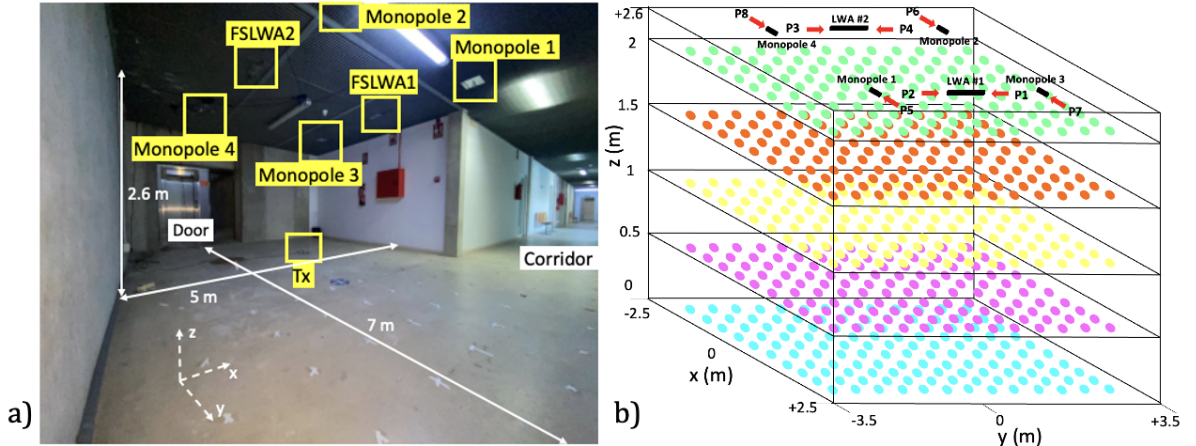 Monopole 2
FSLWA2
Monopole 1
FSLWA1
Monopole 4
Monopole 3
2.6 m
Door
Tx
Corridor
5 m
7 m
z
x
y
a)
+2.6
P8
P3
LWA #2
P4
P6
Monopole 4
Monopole 2
2
Monopole 1
LWA #1
Monopole 3
P2
P1
P5
P7
1.5
z (m)
1
0.5
0
-2.5
0
x (m)
+2.5
-3.5
0
+3.5
y (m)
b)